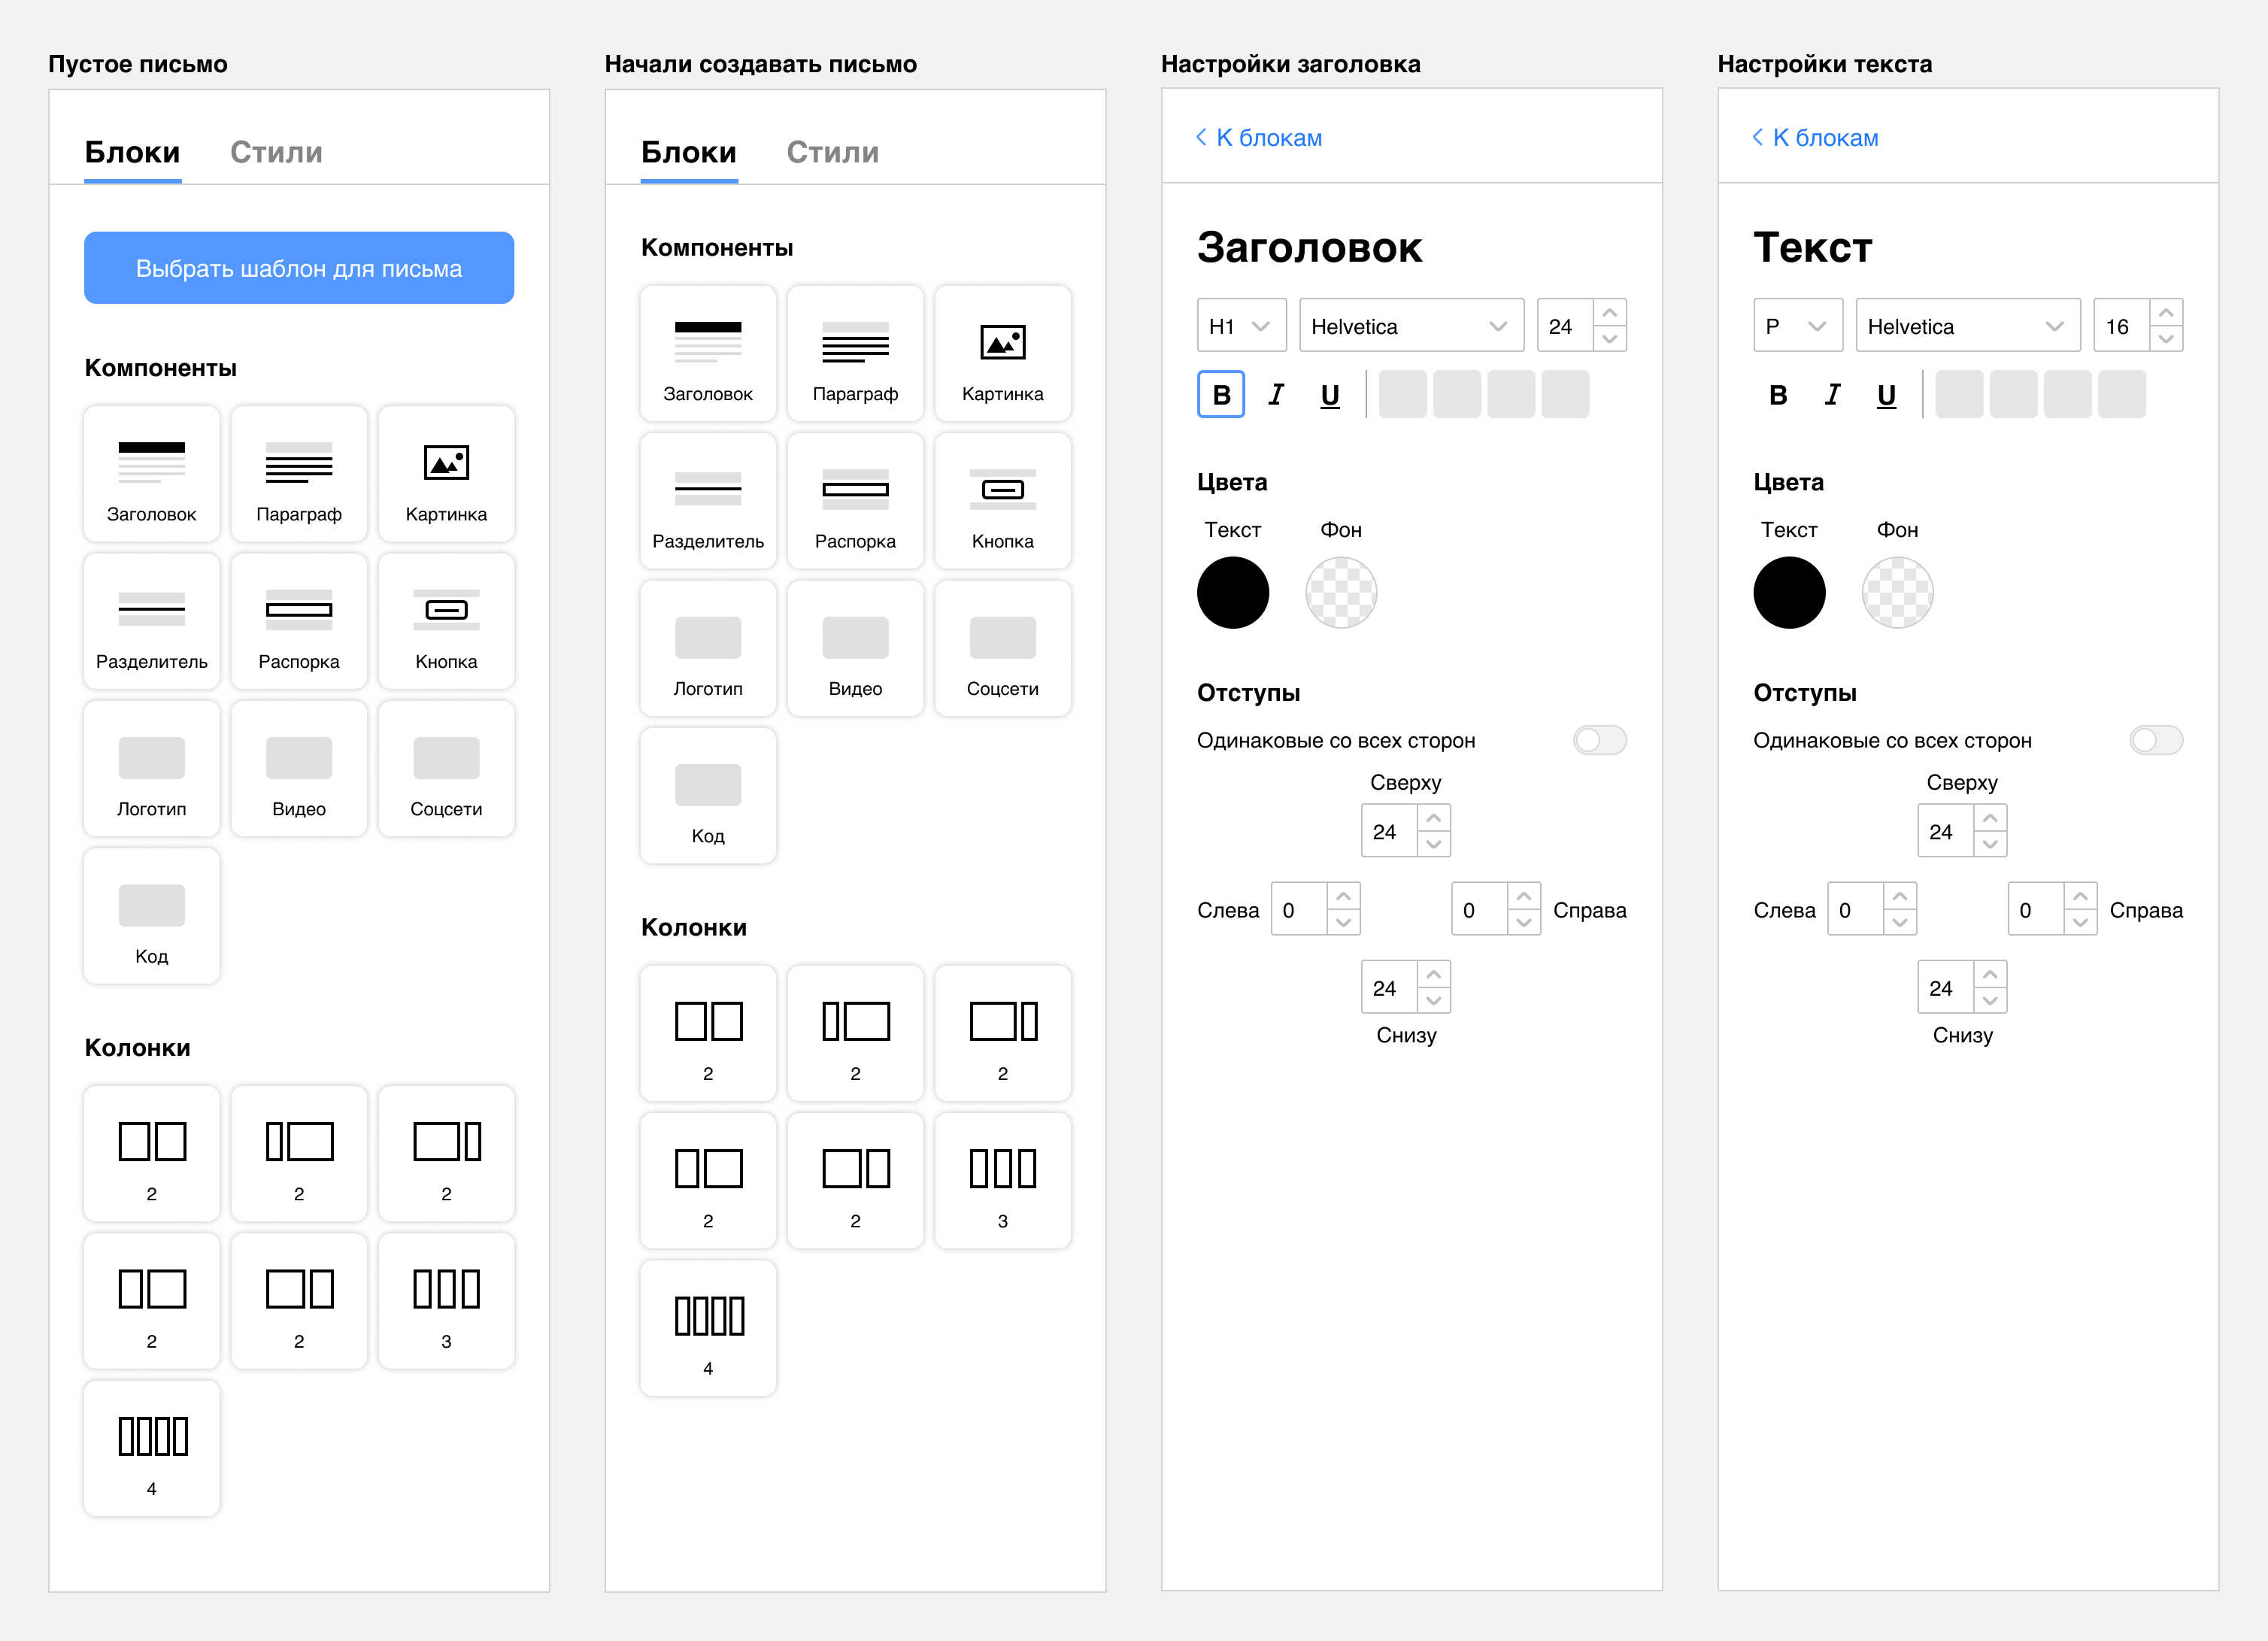 Пустое письмо
Блоки Стили
Выбрать шаблон для письма
Компоненты
Заголовок Параграф Картинка
Разделитель Распорка Кнопка
Логотип Видео Соцсети
Код
Колонки
2 2 2
2 2 3
4
Начали создавать письмо
Блоки Стили
Компоненты
Заголовок Параграф Картинка
Разделитель Распорка Кнопка
Логотип Видео Соцсети
Код
Колонки
2 2 2
2 2 3
4
Настройки заголовка
К блокам
Заголовок
H1 Helvetica 24
B I U
Цвета
Текст Фон
Отступы
Одинаковые со всех сторон
Сверху
24
Слева 0 0 Справа
24
Снизу
Настройки текста
К блокам
Текст
P Helvetica 16
B I U
Цвета
Текст Фон
Отступы
Одинаковые со всех сторон
Сверху
24
Слева 0 0 Справа
24
Снизу